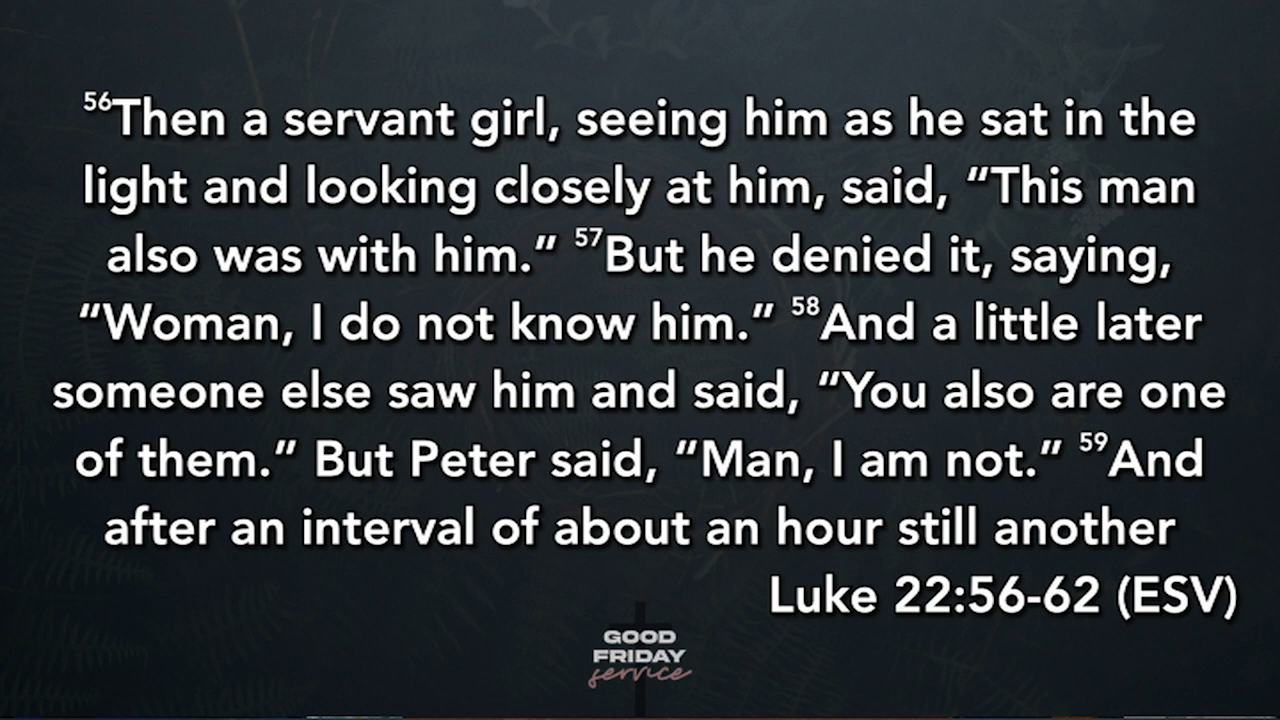 ⁵⁶Then a servant girl, seeing him as he sat in the
light and looking closely at him, said, “This man
also was with him.” ⁵⁷But he denied it, saying,
“Woman, I do not know him.” ⁵⁸And a little later
someone else saw him and said, “You also are one
of them.” But Peter said, “Man, I am not.” ⁵⁹And
after an interval of about an hour still another
Luke 22:56-62 (ESV)
GOOD
FRIDAY
service